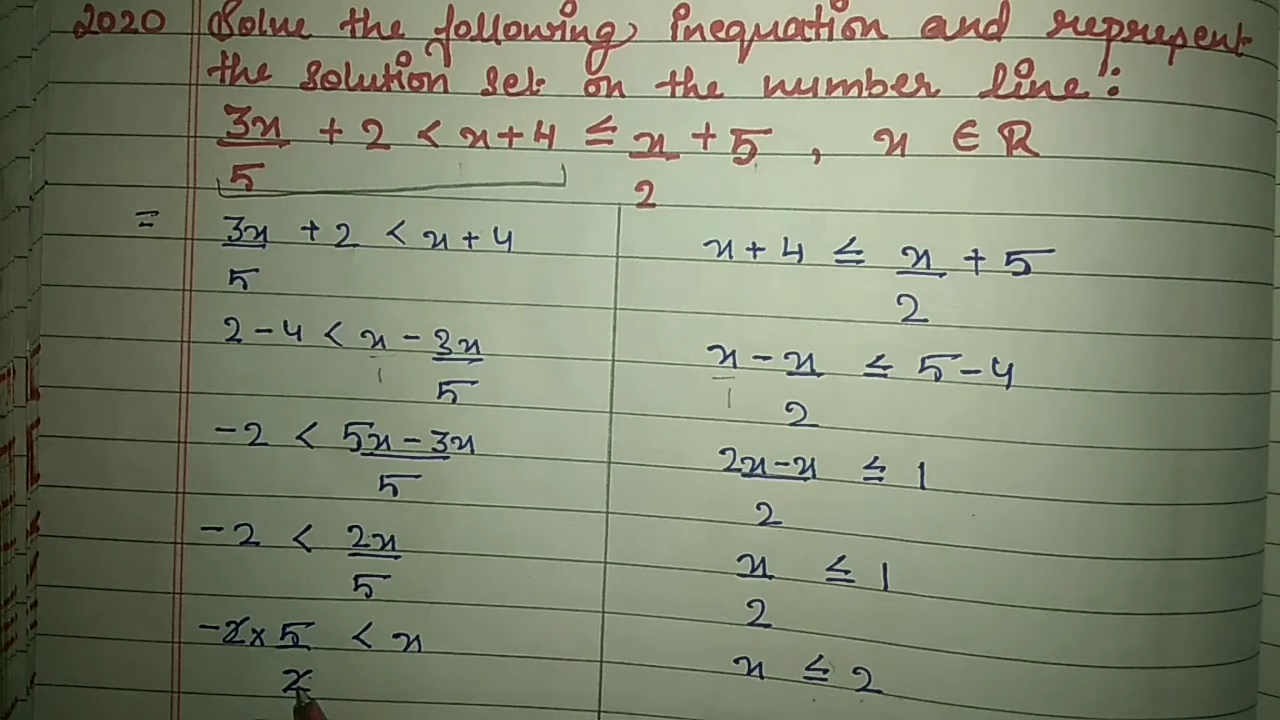 2020 Solve the following inequation and represent
the solution set on the number line:
3x/5 + 2 < x+4 ≤ x/2 + 5, x ∈ R
= 3x/5 + 2 < x+4
2-4 < x/1 - 3x/5
-2 < 5x-3x/5
-2 < 2x/5
-2×5/2 < x
x+4 ≤ x/2 + 5
x/1 - x/2 ≤ 5-4
2x-x/2 ≤ 1
x/2 ≤ 1
x ≤ 2